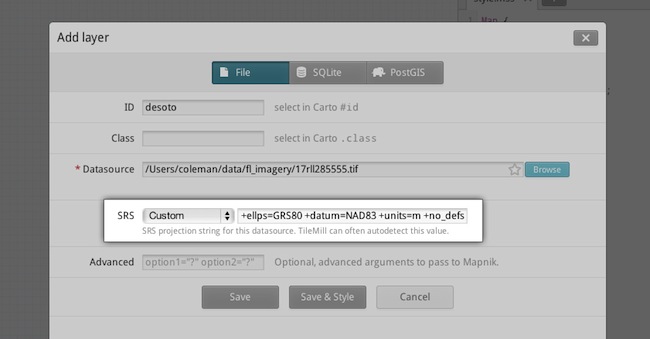 style.mss
Map {
Add layer
File SQLite PostGIS
ID desoto select in Carto #id
Class select in Carto .class
* Datasource /Users/coleman/data/fl_imagery/17rll285555.tif Browse
SRS Custom +ellps=GRS80 +datum=NAD83 +units=m +no_defs
SRS projection string for this datasource. TileMill can often autodetect this value.
Advanced option1="?" option2="?" Optional, advanced arguments to pass to Mapnik.
Save Save & Style Cancel